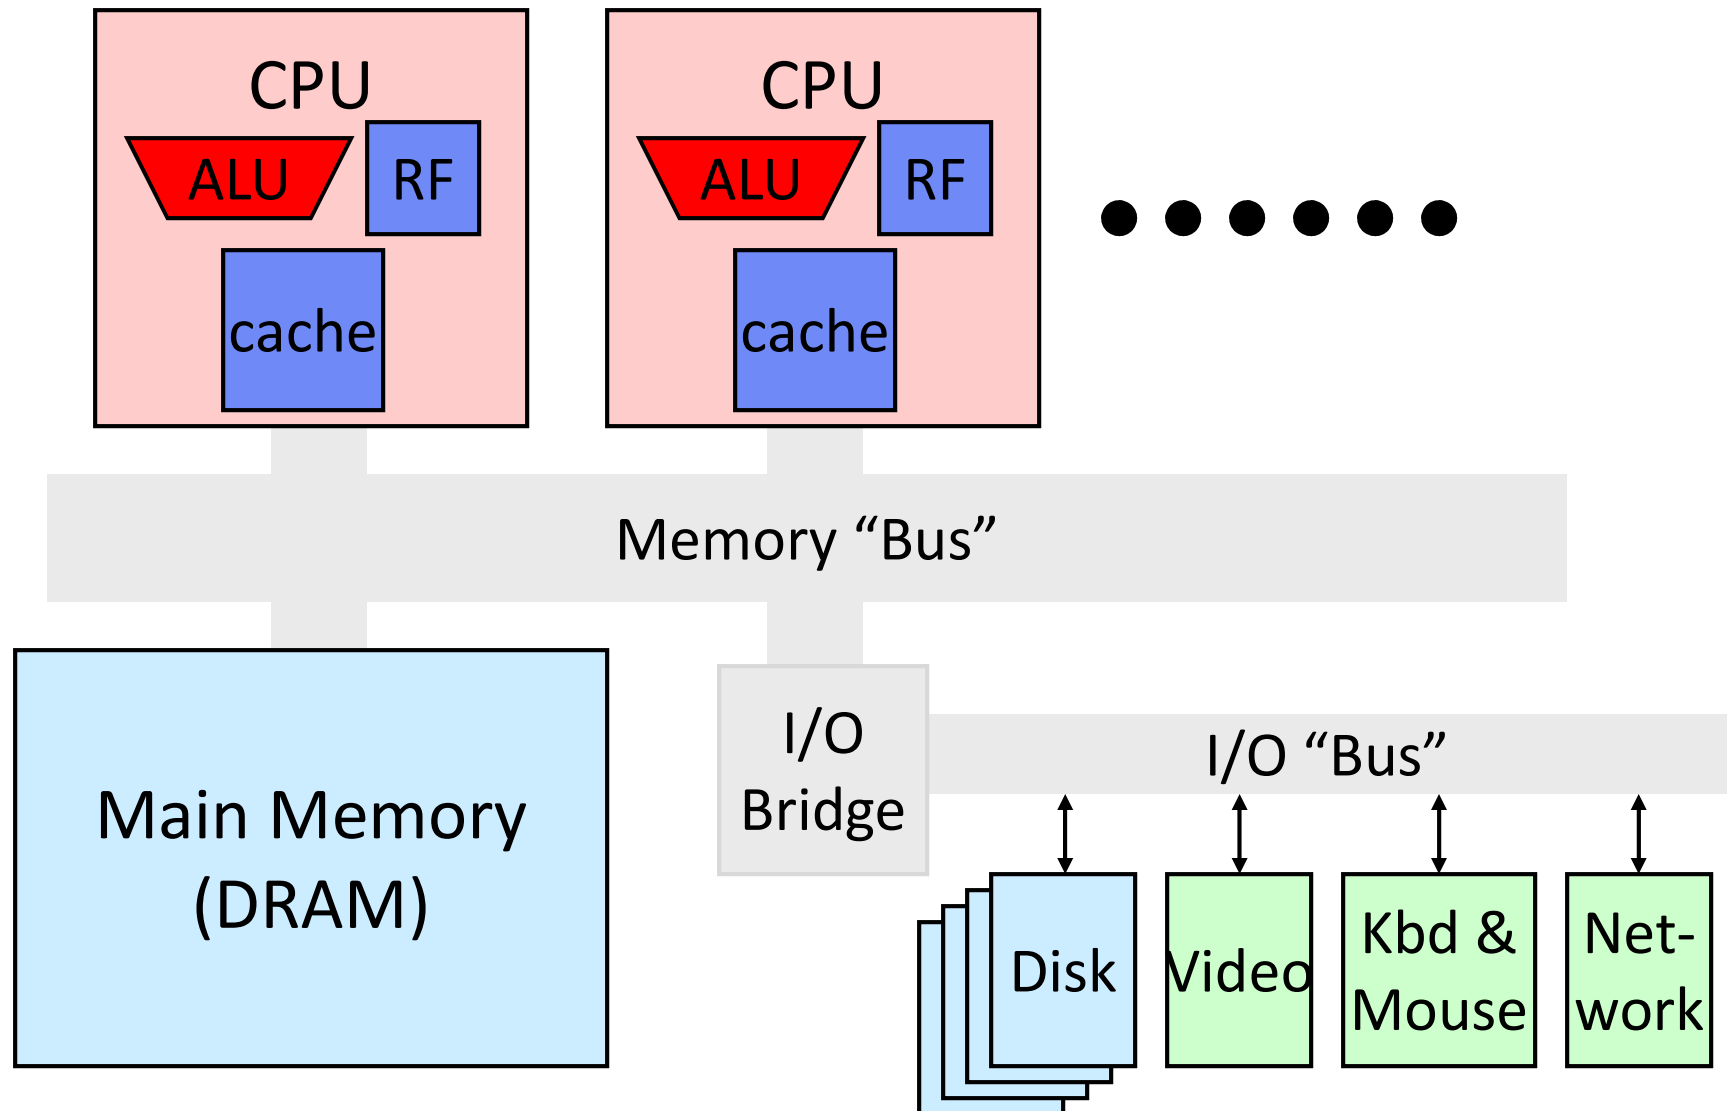 CPU
ALU
RF
cache
CPU
ALU
RF
cache
Memory “Bus”
Main Memory
(DRAM)
I/O
Bridge
I/O “Bus”
Disk
Video
Kbd &
Mouse
Net-
work